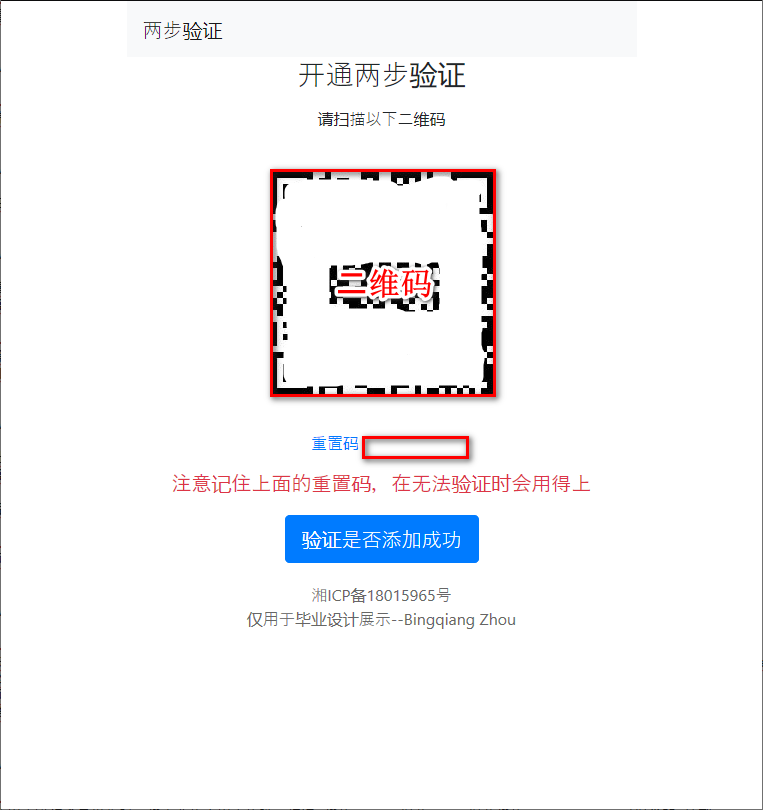 两步验证
开通两步验证
请扫描以下二维码
二维码
重置码
注意记住上面的重置码，在无法验证时会用得上
验证是否添加成功
湘ICP备18015965号
仅用于毕业设计展示--Bingqiang Zhou